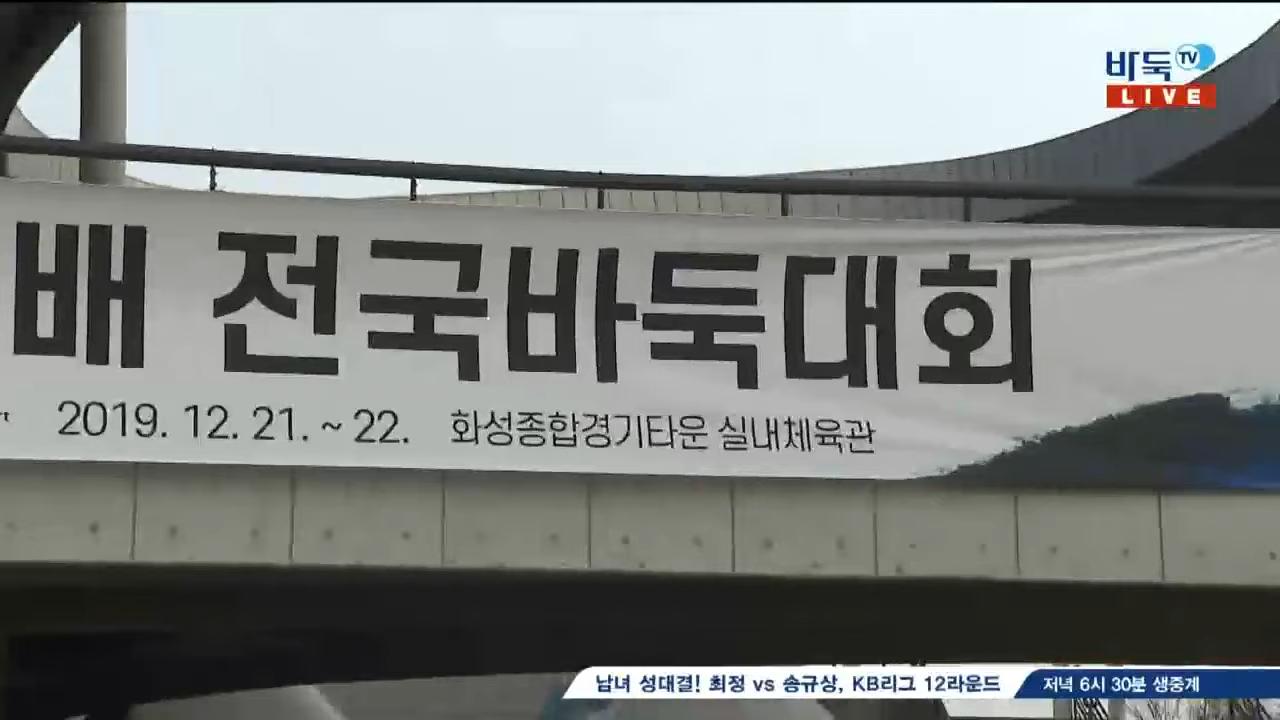 바둑TV
LIVE
배 전국바둑대회
2019. 12. 21. ~ 22. 화성종합경기타운 실내체육관
남녀 성대결! 최정 vs 송규상, KB리그 12라운드 저녁 6시 30분 생중계